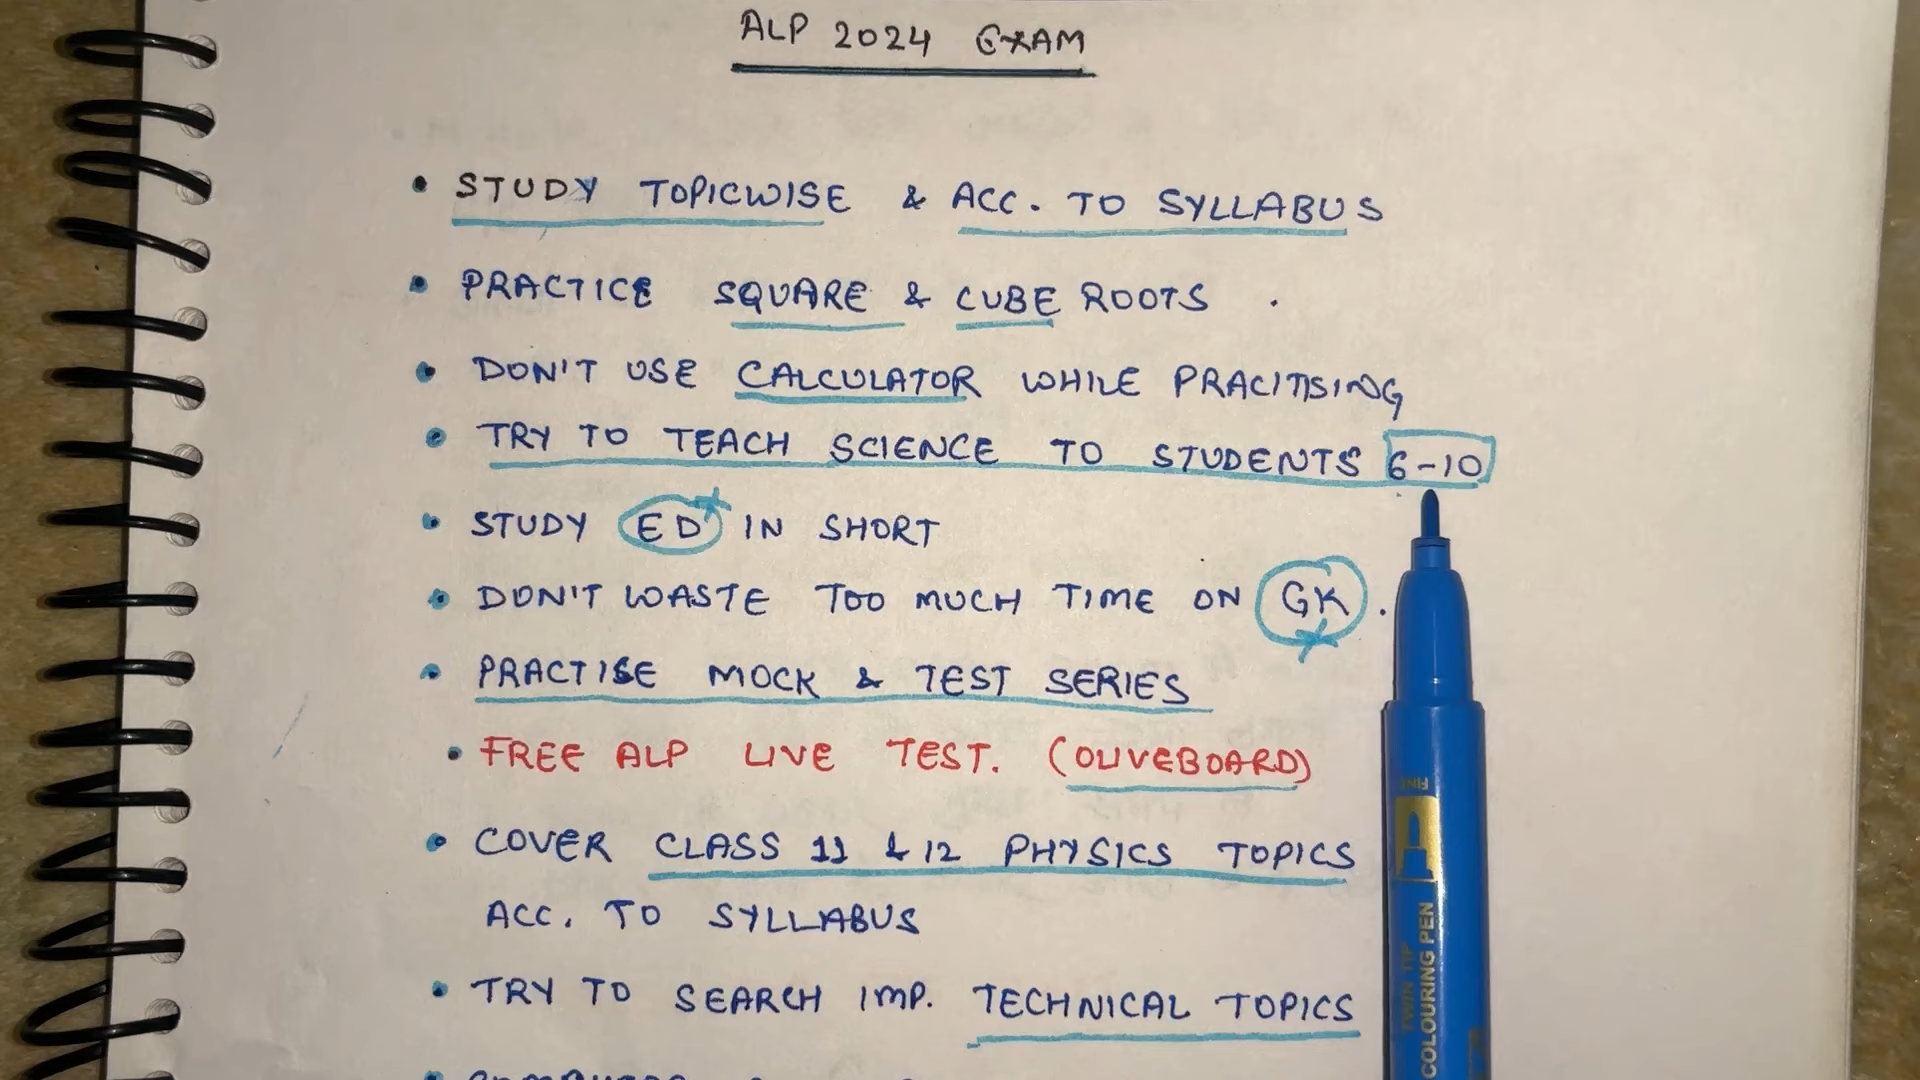 ALP 2024 EXAM
• STUDY TOPICWISE & ACC. TO SYLLABUS
• PRACTICE SQUARE & CUBE ROOTS .
• DON'T USE CALCULATOR WHILE PRACITISING
• TRY TO TEACH SCIENCE TO STUDENTS 6-10
• STUDY ED IN SHORT
• DON'T WASTE TOO MUCH TIME ON GK.
• PRACTISE MOCK & TEST SERIES
• FREE ALP LIVE TEST. (OLIVEBOARD)
• COVER CLASS 11 & 12 PHYSICS TOPICS
ACC. TO SYLLABUS
• TRY TO SEARCH IMP. TECHNICAL TOPICS
FINE
TWIN TIP
COLOURING PEN